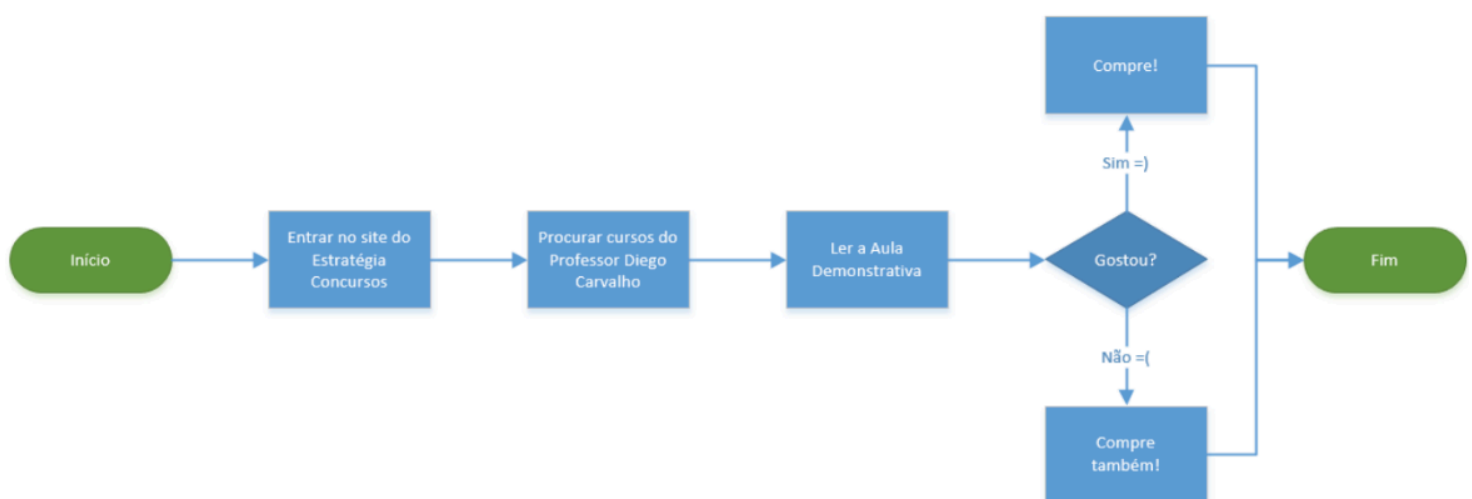 Compre!
Sim =)
Início
Entrar no site do
Estratégia
Concursos
Procurar cursos do
Professor Diego
Carvalho
Ler a Aula
Demonstrativa
Gostou?
Fim
Não =(
Compre
também!